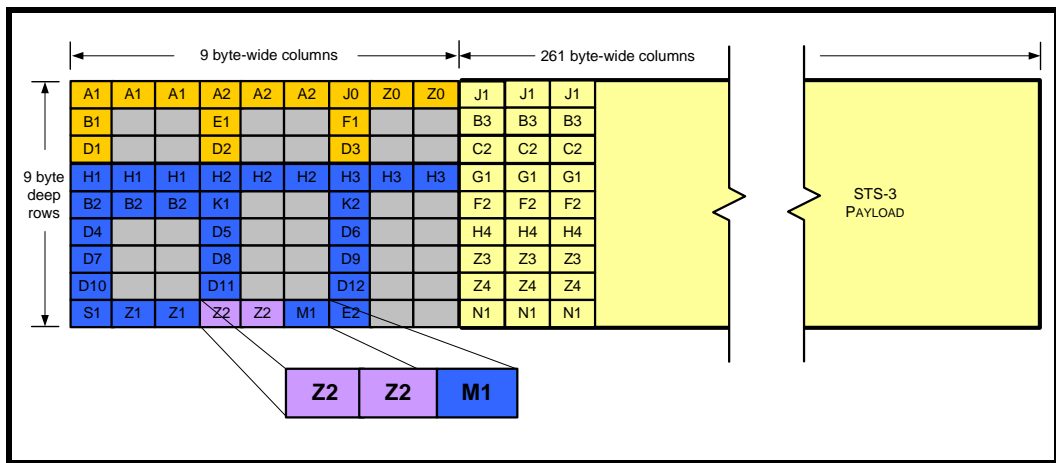 9 byte-wide columns 261 byte-wide columns
A1 A1 A1 A2 A2 A2 J0 Z0 Z0 J1 J1 J1
B1 E1 F1 B3 B3 B3
D1 D2 D3 C2 C2 C2
9 byte
deep
rows
H1 H1 H1 H2 H2 H2 H3 H3 H3 G1 G1 G1
B2 B2 B2 K1 K2 F2 F2 F2
STS-3
PAYLOAD
D4 D5 D6 H4 H4 H4
D7 D8 D9 Z3 Z3 Z3
D10 D11 D12 Z4 Z4 Z4
S1 Z1 Z1 Z2 Z2 M1 E2 N1 N1 N1
Z2 Z2 M1